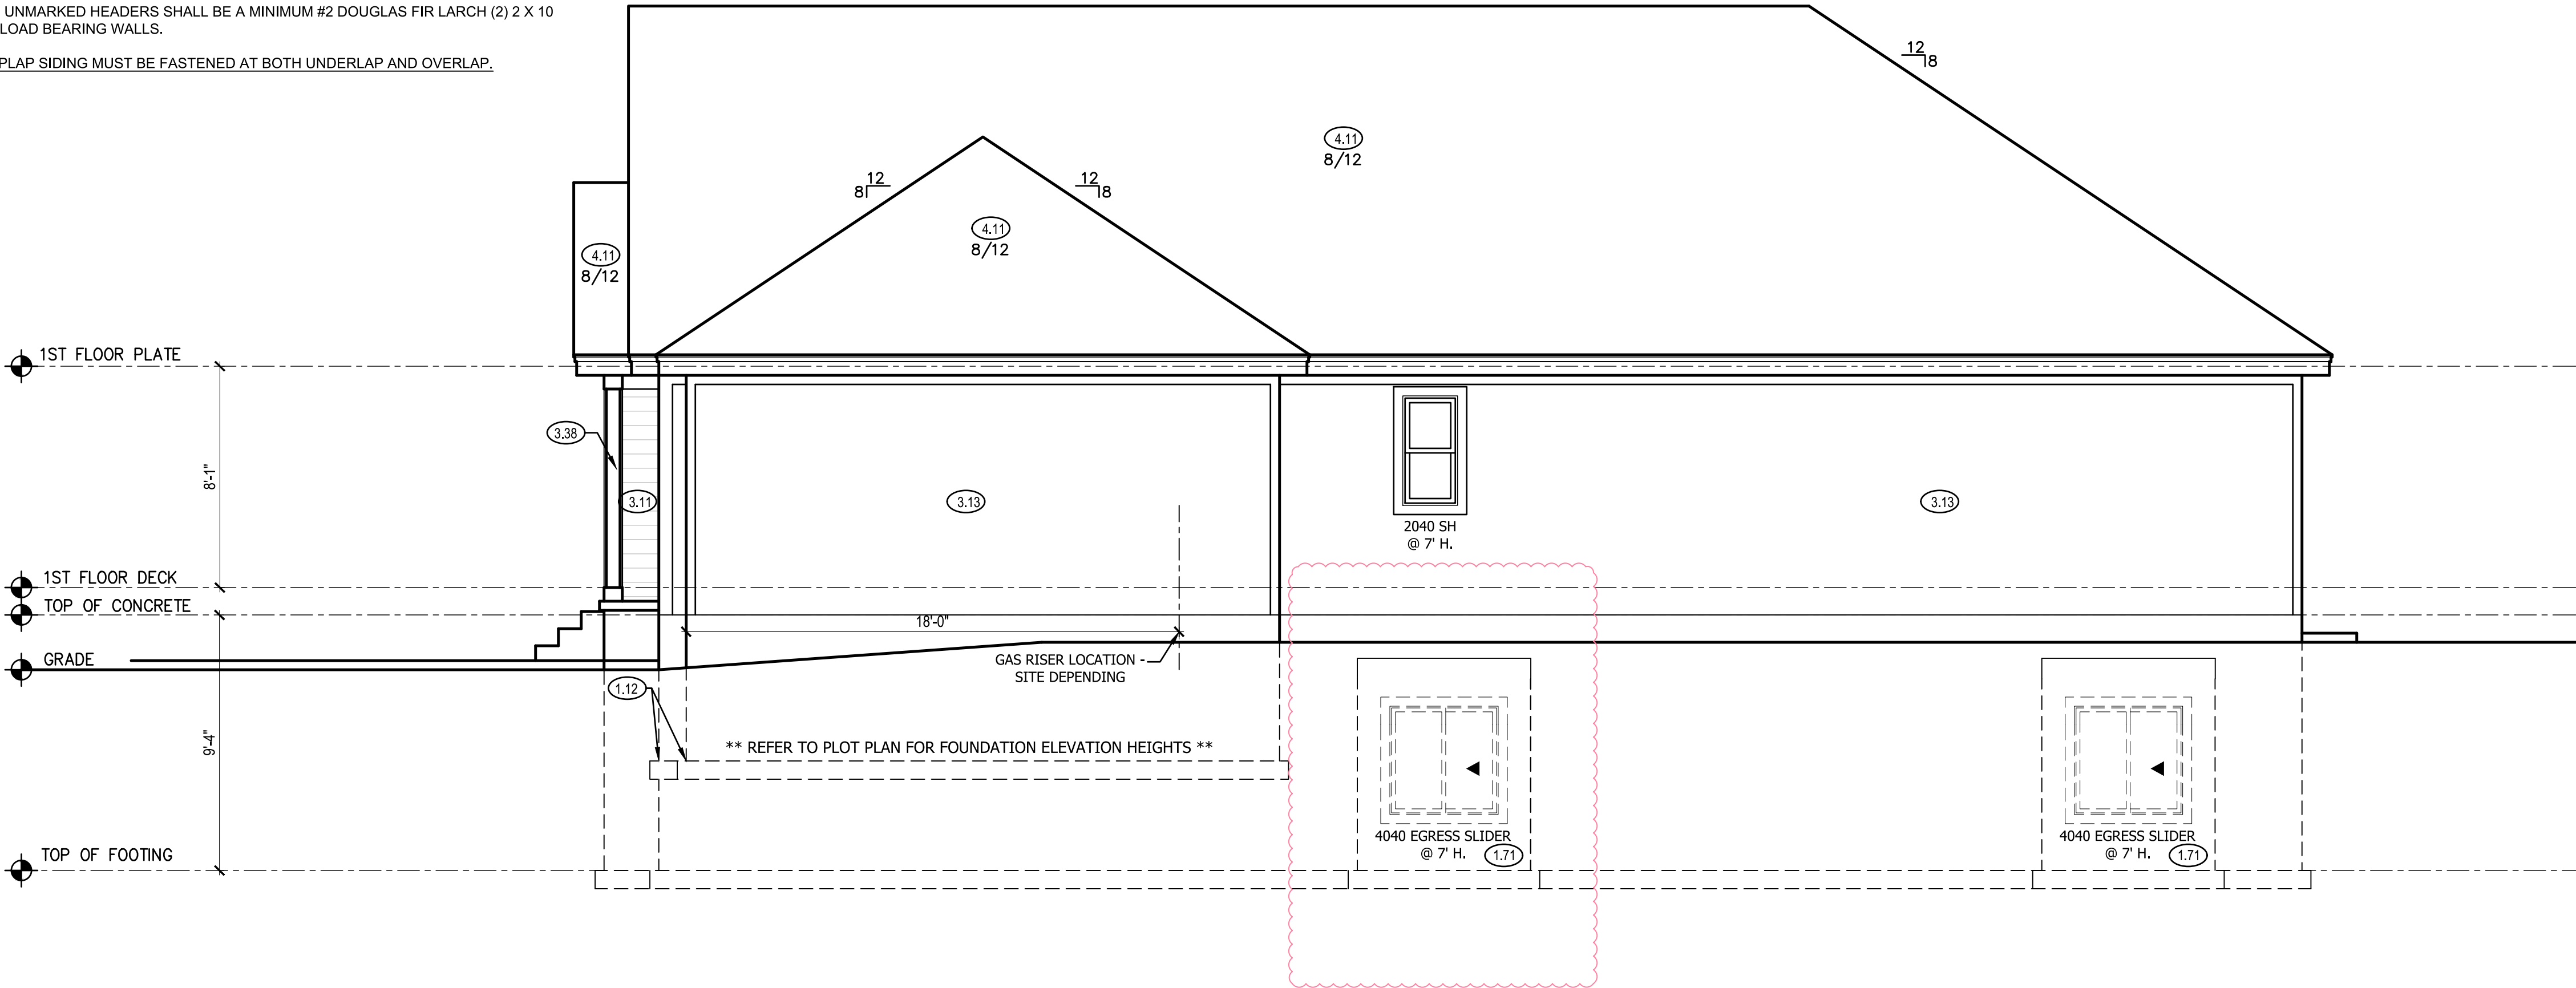 UNMARKED HEADERS SHALL BE A MINIMUM #2 DOUGLAS FIR LARCH (2) 2 X 10
LOAD BEARING WALLS.
PLAP SIDING MUST BE FASTENED AT BOTH UNDERLAP AND OVERLAP.
12
8
4.11
8/12
12
8
12
8
4.11
8/12
4.11
8/12
1ST FLOOR PLATE
3.38
8'-1"
3.11
3.13
3.13
2040 SH
@ 7' H.
1ST FLOOR DECK
TOP OF CONCRETE
18'-0"
GRADE
GAS RISER LOCATION -
SITE DEPENDING
1.12
9'-4"
** REFER TO PLOT PLAN FOR FOUNDATION ELEVATION HEIGHTS **
4040 EGRESS SLIDER
@ 7' H.
1.71
4040 EGRESS SLIDER
@ 7' H.
1.71
TOP OF FOOTING